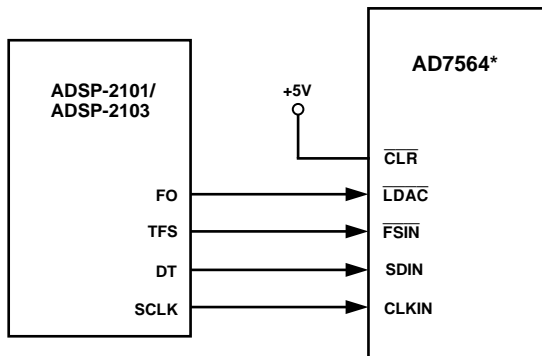 ADSP-2101/
ADSP-2103
FO
TFS
DT
SCLK
+5V
AD7564*
CLR
LDAC
FSIN
SDIN
CLKIN